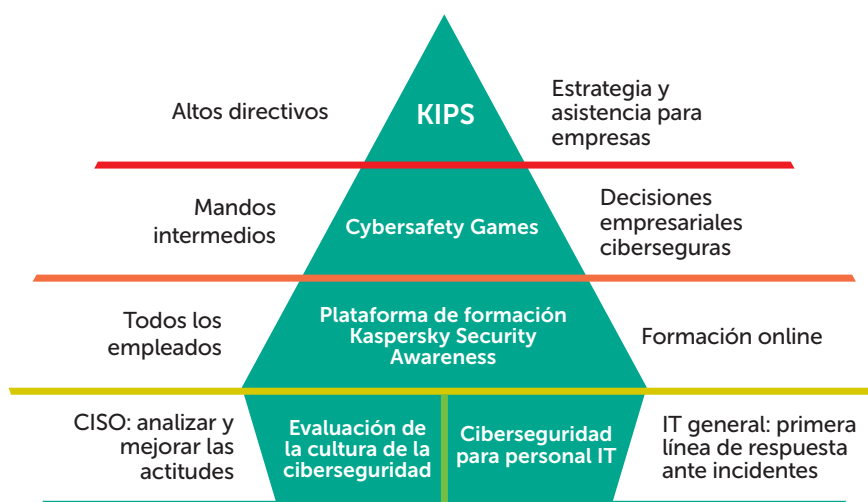 Altos directivos
KIPS
Estrategia y
asistencia para
empresas
Mandos
intermedios
Cybersafety Games
Decisiones
empresariales
ciberseguras
Todos los
empleados
Plataforma de formación
Kaspersky Security
Awareness
Formación online
CISO: analizar y
mejorar las
actitudes
Evaluación de
la cultura de la
ciberseguridad
Ciberseguridad
para personal IT
IT general: primera
línea de respuesta
ante incidentes